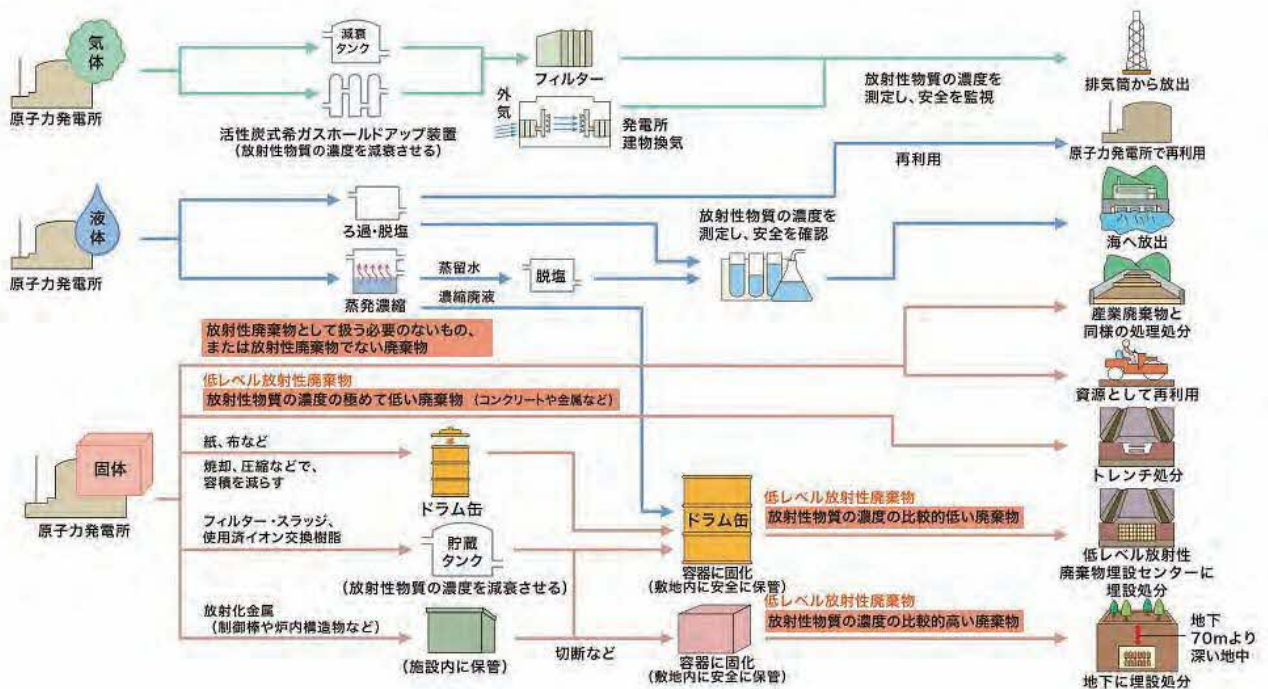 気体
原子力発電所
減衰
タンク
活性炭式希ガスホールドアップ装置
(放射性物質の濃度を減衰させる)
フィルター
外気
発電所
建物換気
放射性物質の濃度を
測定し、安全を監視
排気筒から放出
液体
原子力発電所
ろ過・脱塩
再利用
原子力発電所で再利用
蒸発濃縮
蒸留水
濃縮廃液
脱塩
放射性物質の濃度を
測定し、安全を確認
海へ放出
固体
原子力発電所
放射性廃棄物として扱う必要のないもの、
または放射性廃棄物でない廃棄物
産業廃棄物と
同様の処理処分
資源として再利用
低レベル放射性廃棄物
放射性物質の濃度の極めて低い廃棄物 (コンクリートや金属など)
トレンチ処分
紙、布など
焼却、圧縮などで、
容積を減らす
ドラム缶
フィルター・スラッジ、
使用済イオン交換樹脂
貯蔵
タンク
(放射性物質の濃度を減衰させる)
ドラム缶
容器に固化
(敷地内に安全に保管)
低レベル放射性廃棄物
放射性物質の濃度の比較的低い廃棄物
低レベル放射性
廃棄物埋設センターに
埋設処分
放射化金属
(制御棒や炉内構造物など)
(施設内に保管)
切断など
容器に固化
(敷地内に安全に保管)
低レベル放射性廃棄物
放射性物質の濃度の比較的高い廃棄物
地下
70mより
深い地中
地下に埋設処分